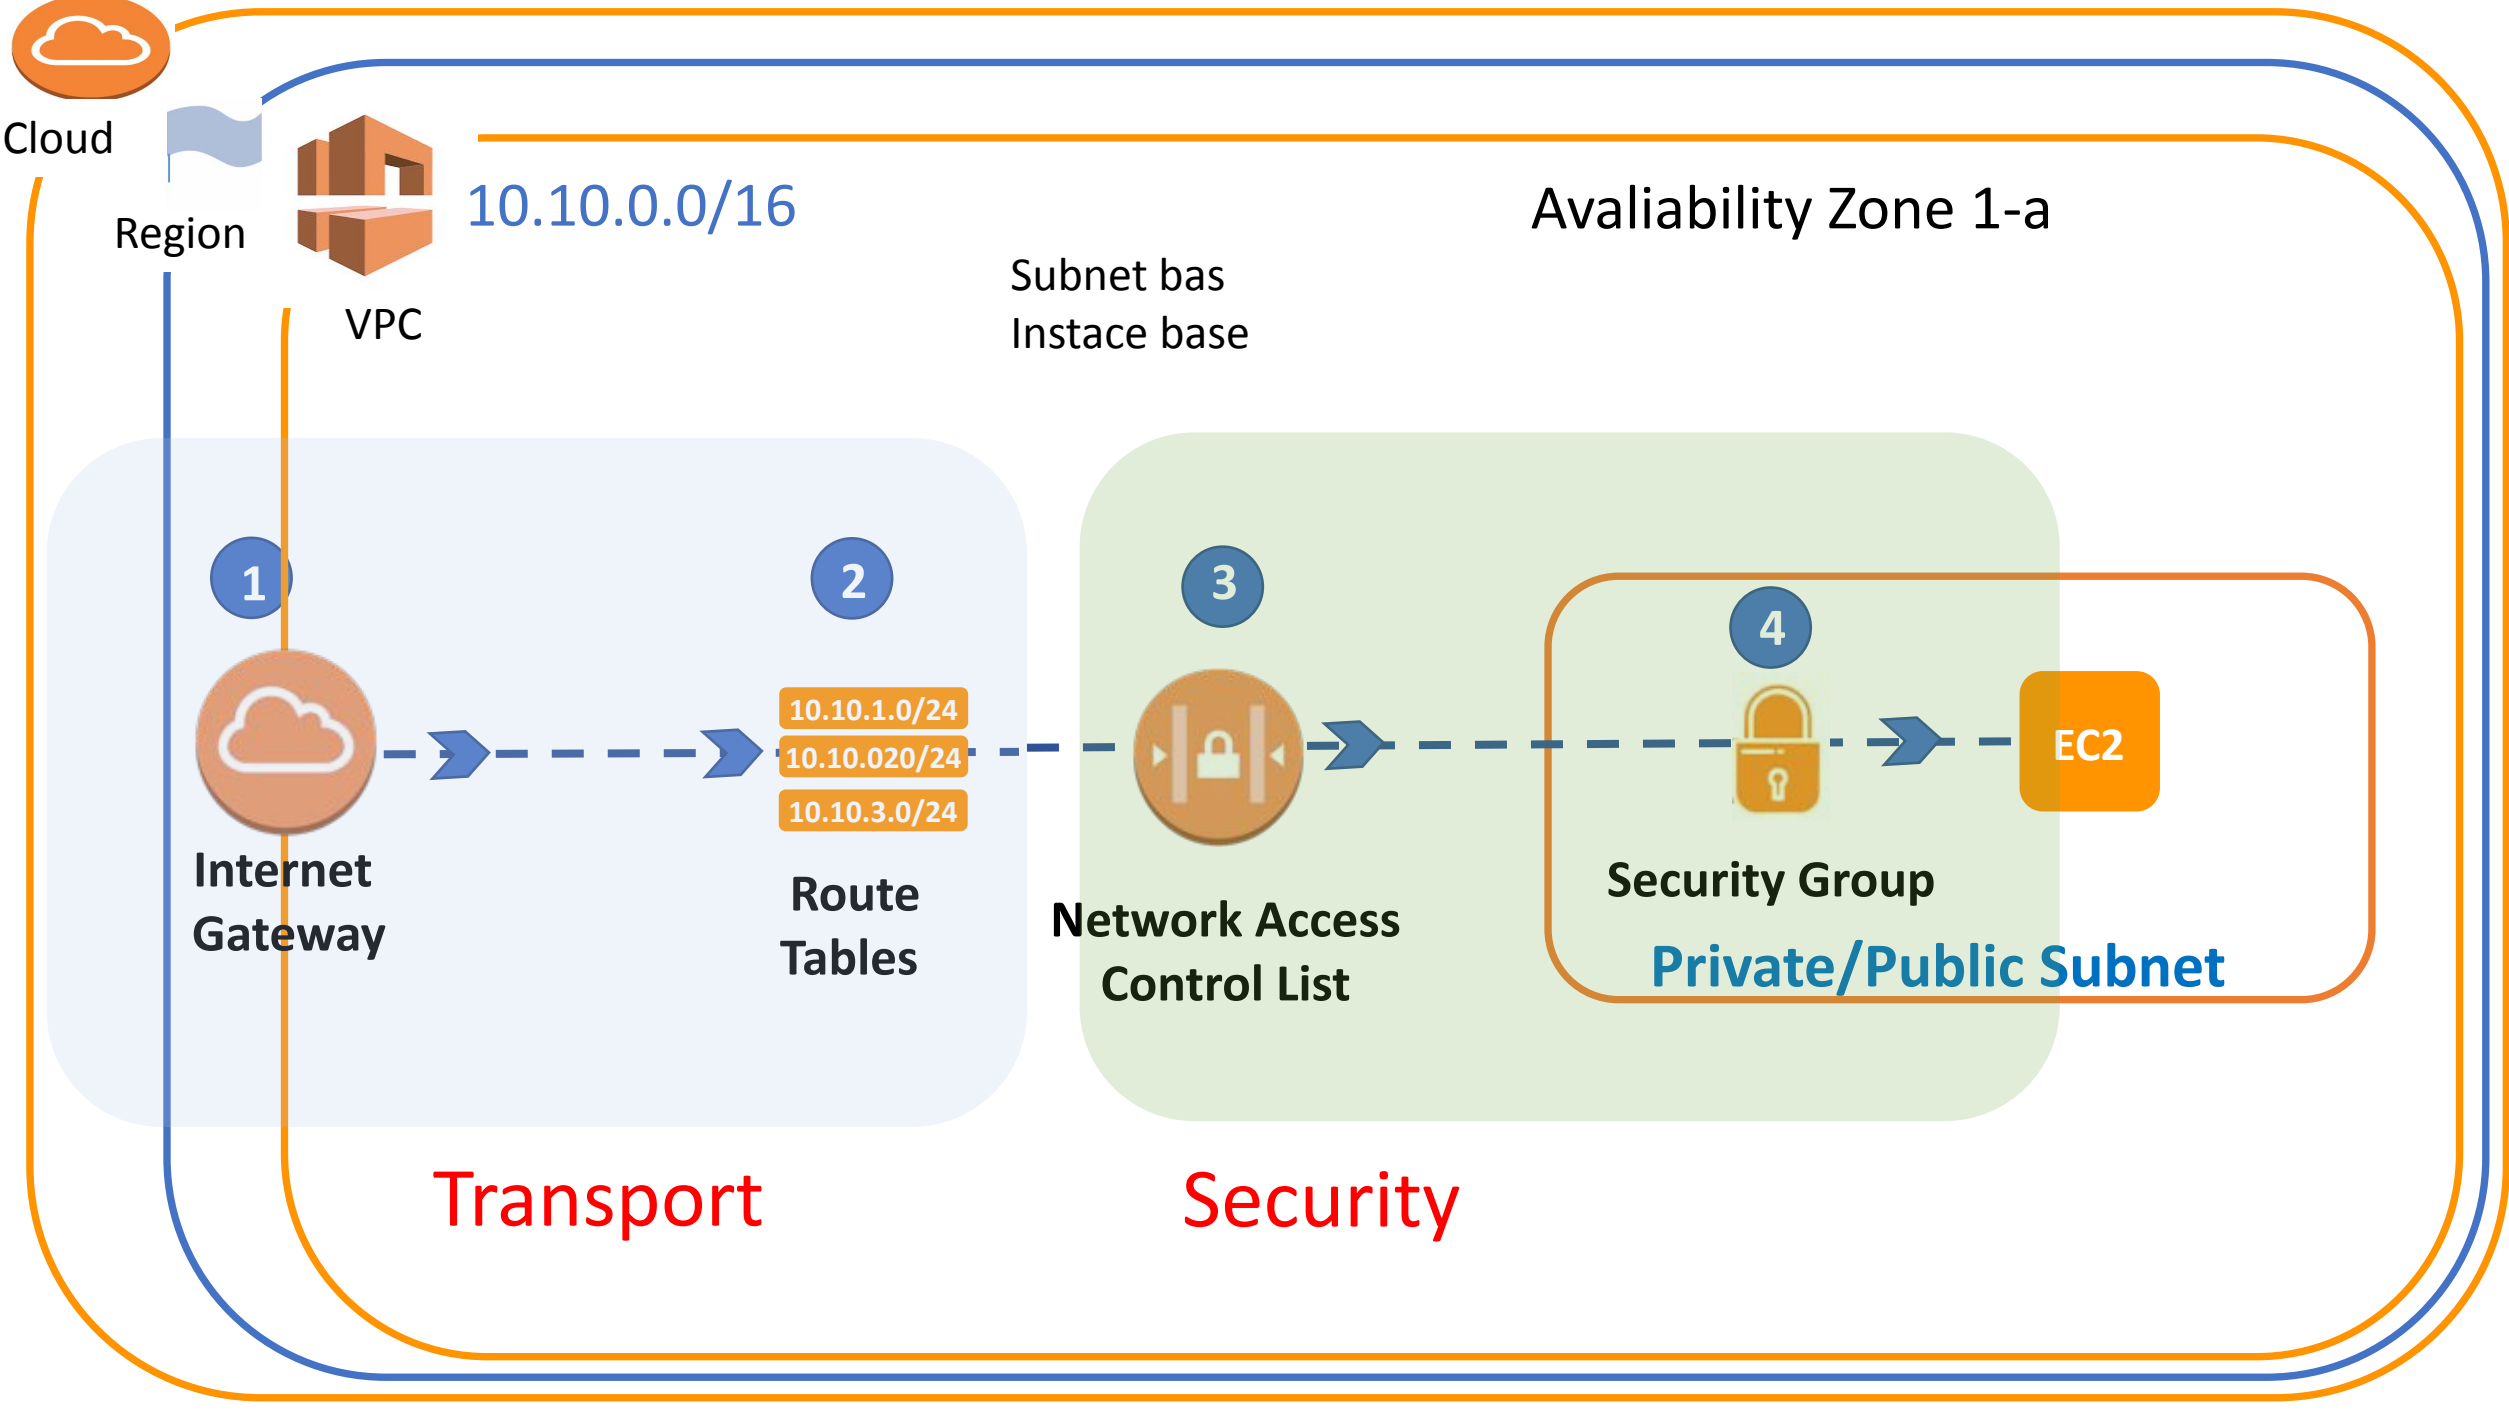 Cloud
Region
VPC
10.10.0.0/16
Avaliability Zone 1-a
Subnet bas
Instace base
1
2
3
4
10.10.1.0/24
10.10.020/24
10.10.3.0/24
EC2
Internet
Gateway
Route
Tables
Network Access
Control List
Security Group
Private/Public Subnet
Transport
Security